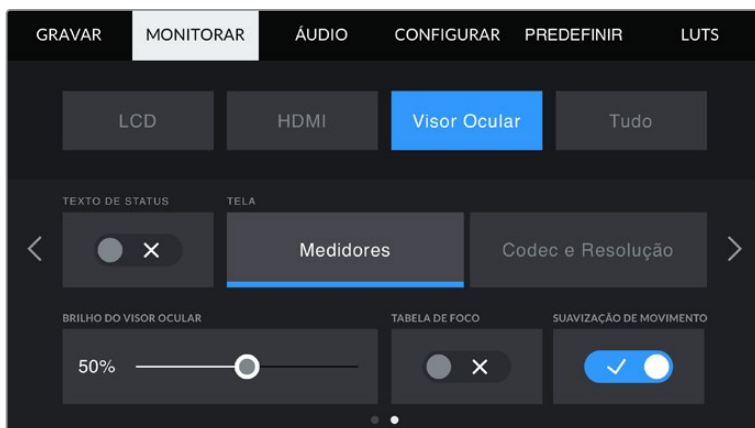 GRAVAR MONITORAR ÁUDIO CONFIGURAR PREDEFINIR LUTS
LCD HDMI Visor Ocular Tudo
TEXTO DE STATUS TELA
Medidores Codec e Resolução
BRILHO DO VISOR OCULAR TABELA DE FOCO SUAVIZAÇÃO DE MOVIMENTO
50%